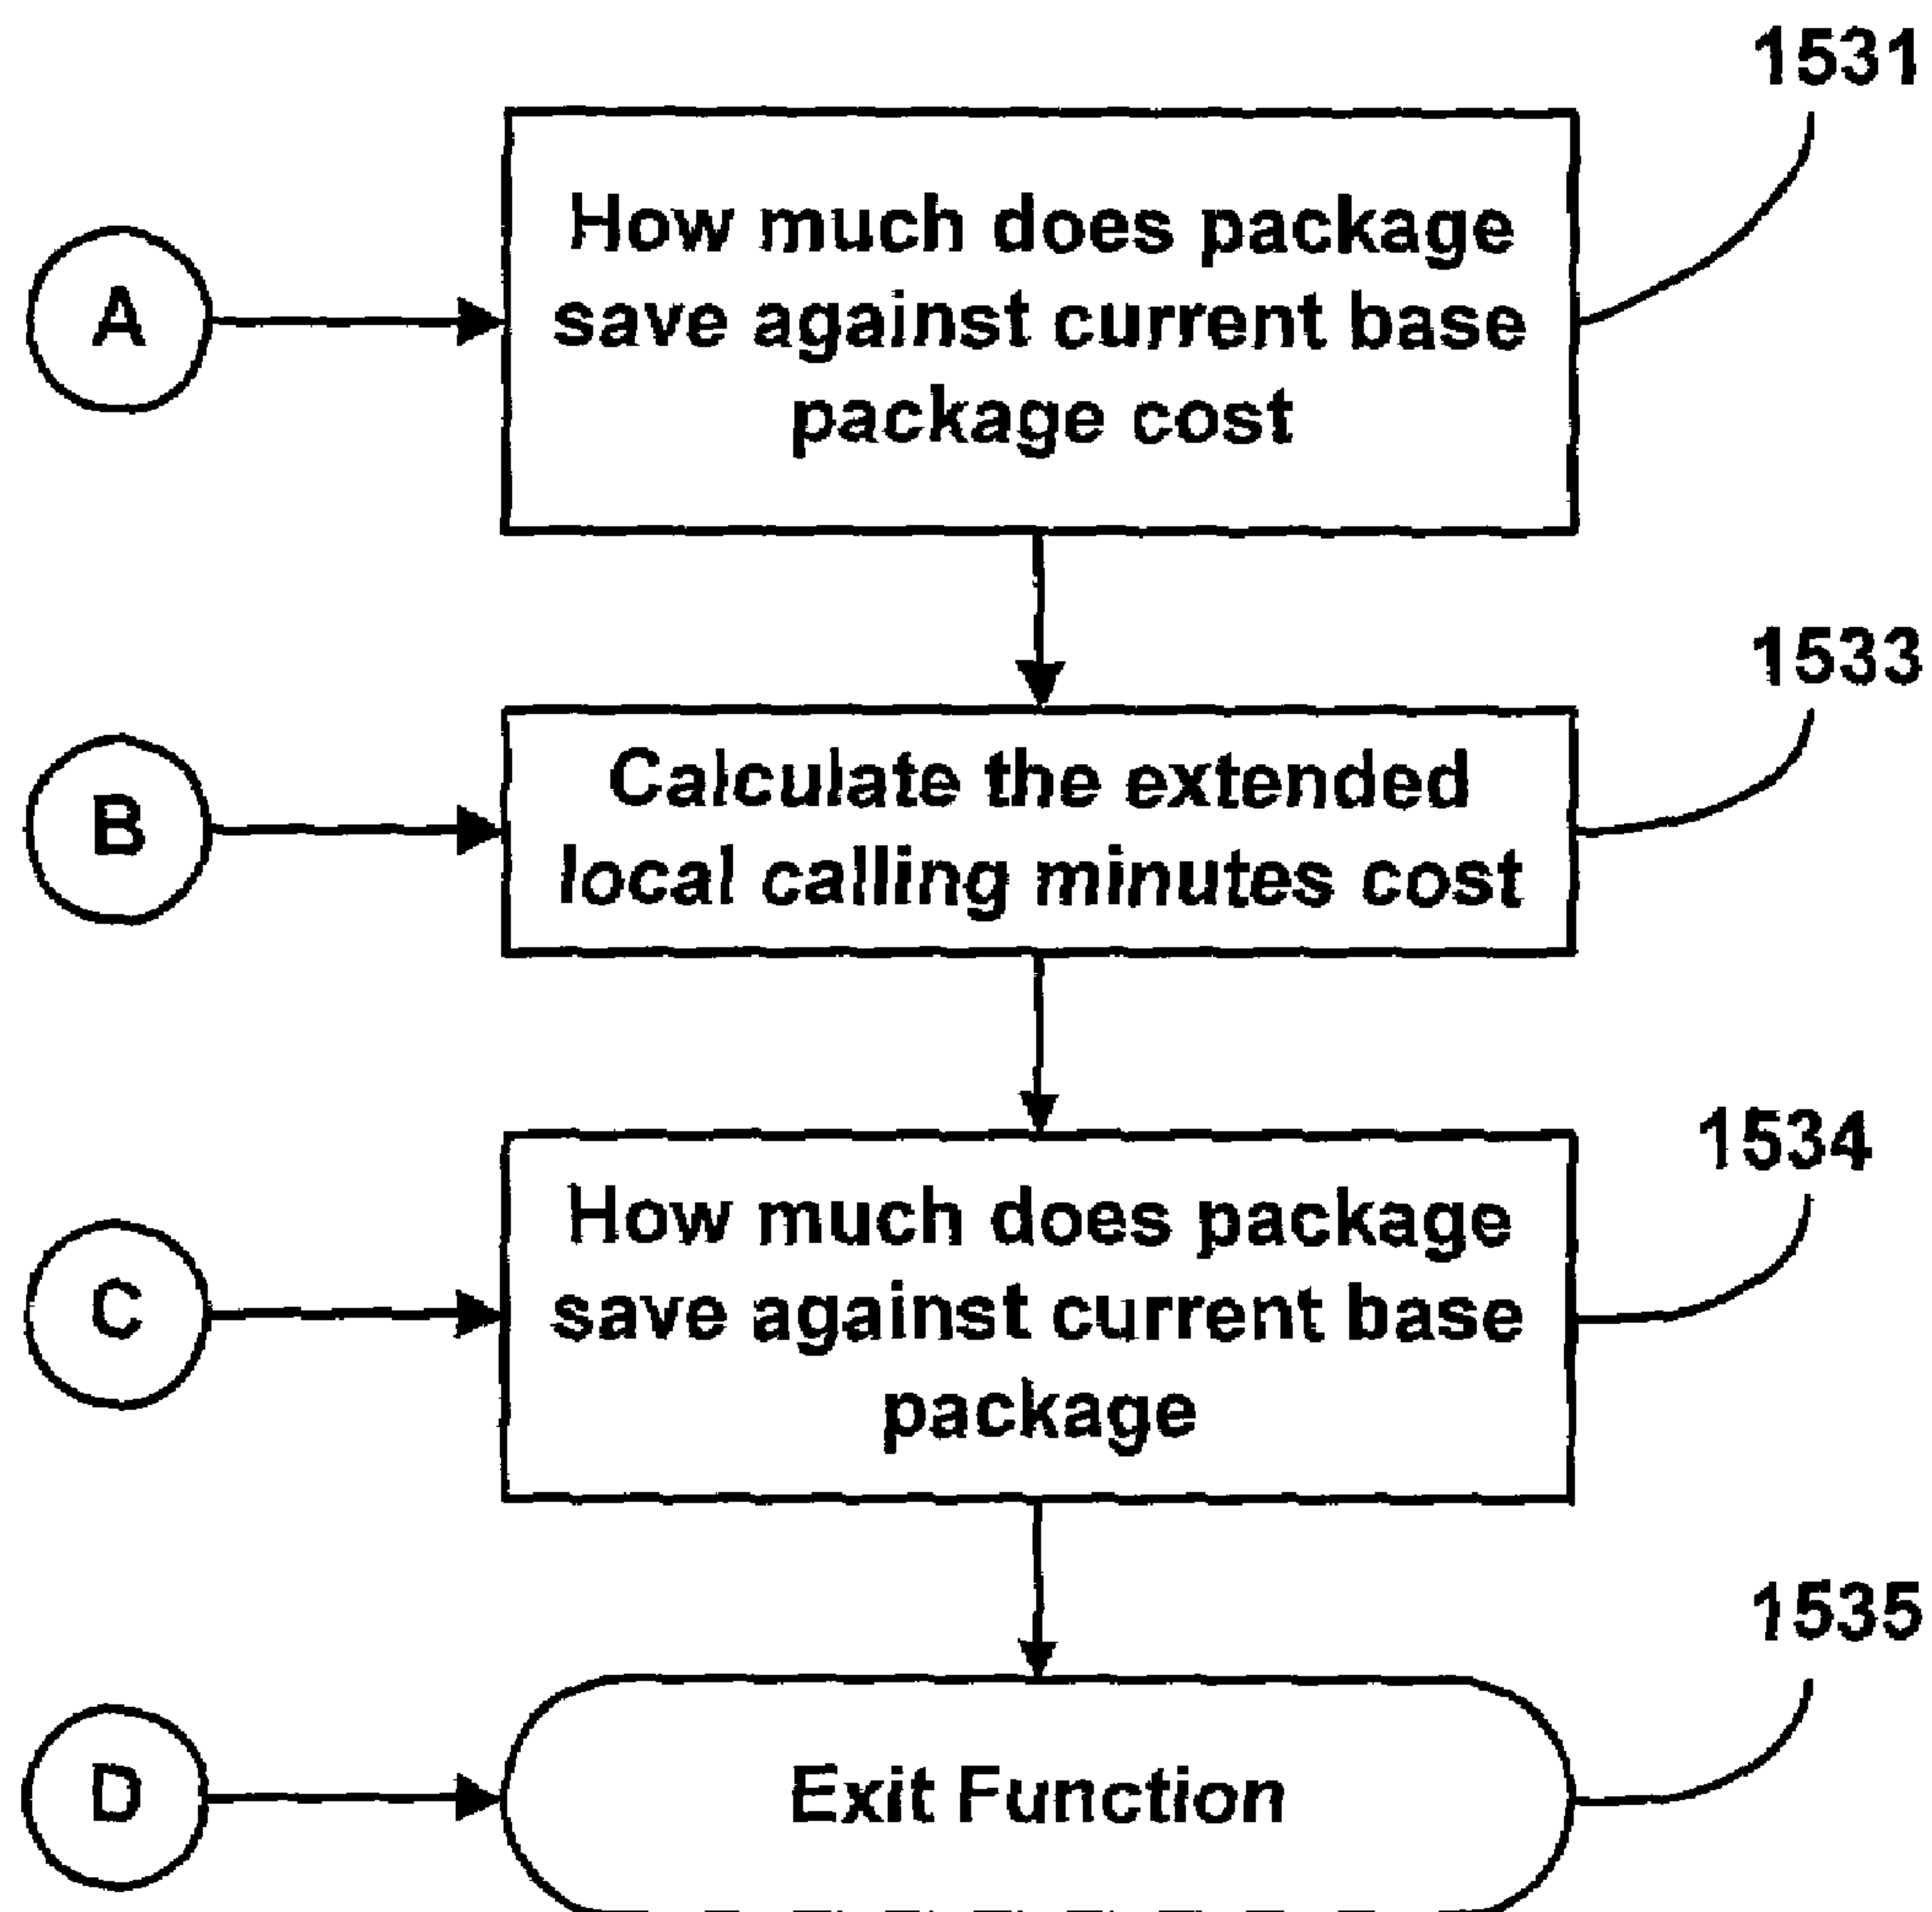 1531
How much does package
save against current base
package cost
A
1533
Calculate the extended
local calling minutes cost
B
1534
How much does package
save against current base
package
C
1535
Exit Function
D